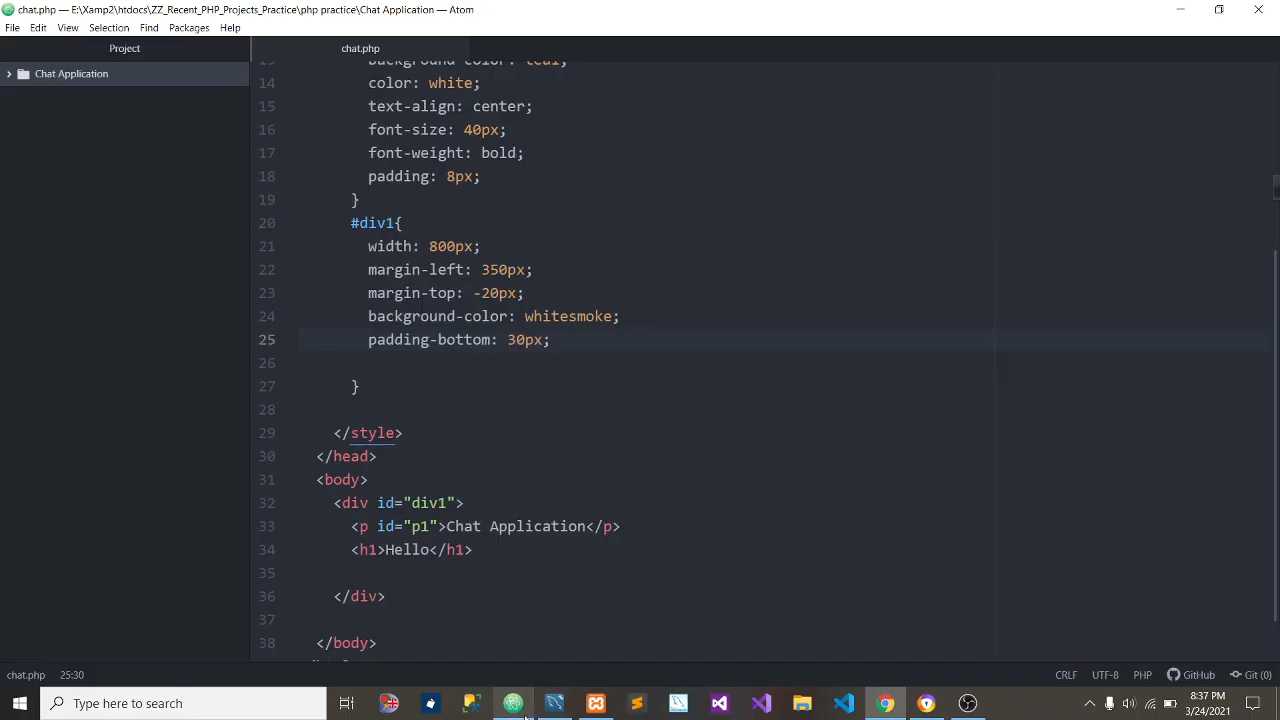 chat.php — E:\Xamp2\htdocs\ZZ_Recent_PHP_Projects_Practice\php practice\Chat Application — Atom
File Edit View Selection Find Packages Help
Project
chat.php
Chat Application
13 background-color: teal;
14 color: white;
15 text-align: center;
16 font-size: 40px;
17 font-weight: bold;
18 padding: 8px;
19 }
20 #div1{
21 width: 800px;
22 margin-left: 350px;
23 margin-top: -20px;
24 background-color: whitesmoke;
25 padding-bottom: 30px;
26
27 }
28
29 </style>
30 </head>
31 <body>
32 <div id="div1">
33 <p id="p1">Chat Application</p>
34 <h1>Hello</h1>
35
36 </div>
37
38 </body>
chat.php 25:30 CRLF UTF-8 PHP GitHub Git (0)
Type here to search
8:37 PM
3/24/2021